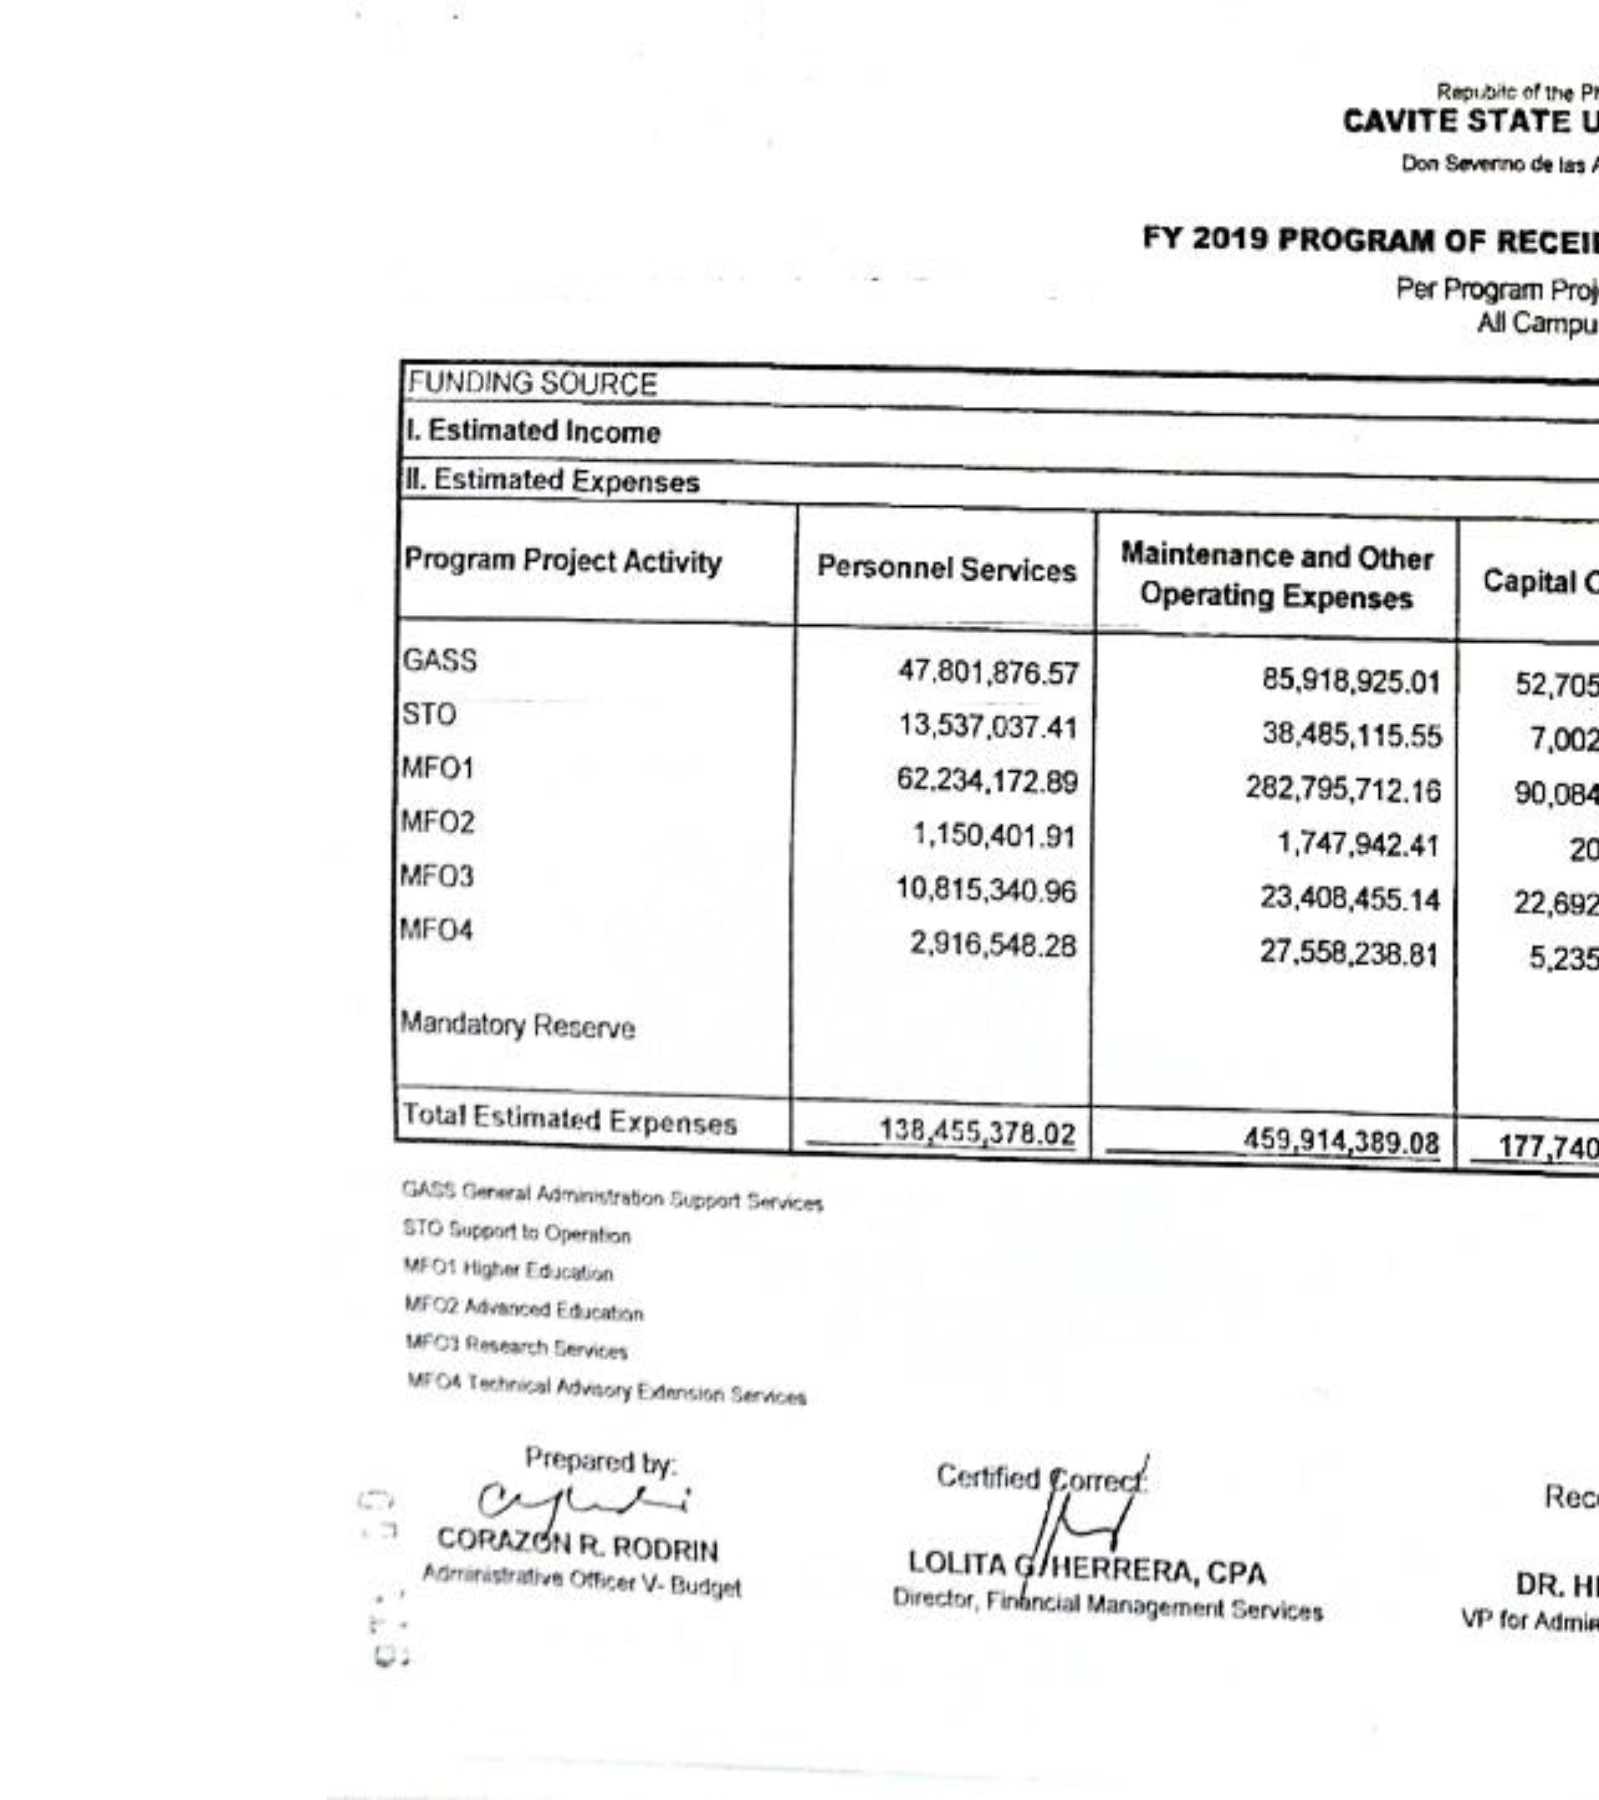 Republic of the Ph
CAVITE STATE U
Don Severino de las A
FY 2019 PROGRAM OF RECEI
Per Program Proj
All Campu
FUNDING SOURCE
I. Estimated Income
II. Estimated Expenses
Program Project Activity Personnel Services Maintenance and Other Operating Expenses Capital O
GASS 47,801,876.57 85,918,925.01 52,705
STO 13,537,037.41 38,485,115.55 7,002
MFO1 62,234,172.89 282,795,712.16 90,084
MFO2 1,150,401.91 1,747,942.41 20
MFO3 10,815,340.96 23,408,455.14 22,692
MFO4 2,916,548.28 27,558,238.81 5,235
Mandatory Reserve
Total Estimated Expenses 138,455,378.02 459,914,389.08 177,740
GASS General Administration Support Services
STO Support to Operation
MFO1 Higher Education
MFO2 Advanced Education
MFO3 Research Services
MFO4 Technical Advisory Extension Services
Prepared by: Certified Correct: Reco
CORAZON R. RODRIN LOLITA G. HERRERA, CPA DR. HE
Administrative Officer V- Budget Director, Financial Management Services VP for Admin